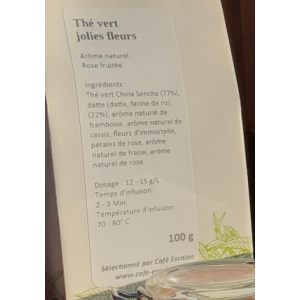 Thé vert
jolies fleurs
Arôme naturel :
Rose fruitée
Ingrédients :
Thé vert China Sencha (77%),
datte (datte, farine de riz)
(22%), arôme naturel de
framboise, arôme naturel de
cassis, fleurs d'immortelle,
pétales de rose, arôme
naturel de fraise, arôme
naturel de rose.
Dosage : 12 - 15 g/L
Temps d'infusion :
2 - 3 Min
Température d'infusion :
70 - 80° C
100 g
Sélectionné par Café Escalón